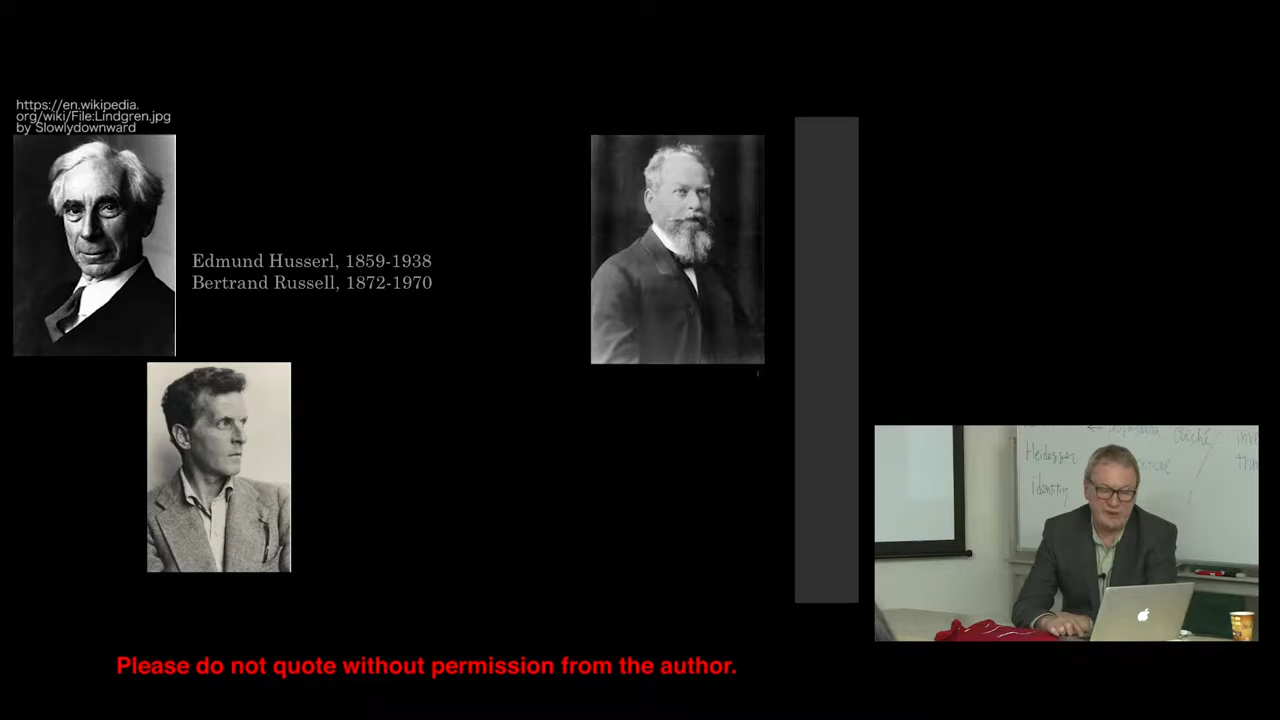 https://en.wikipedia.
org/wiki/File:Lindgren.jpg
by Slowlydownward
Edmund Husserl, 1859-1938
Bertrand Russell, 1872-1970
Heidegger
identity
Please do not quote without permission from the author.